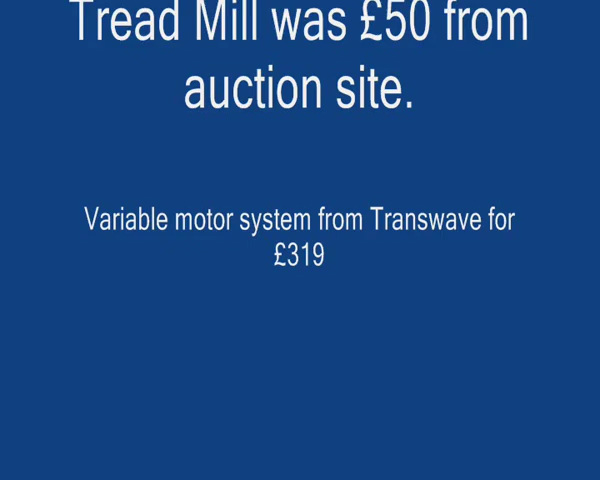 Tread Mill was £50 from
auction site.
Variable motor system from Transwave for
£319